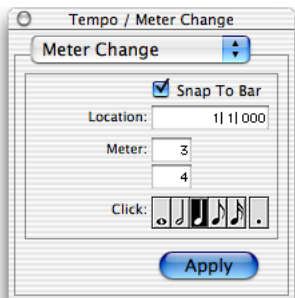 Tempo / Meter Change
Meter Change
Snap To Bar
Location: 1| 1| 000
Meter: 3
4
Click:
Apply